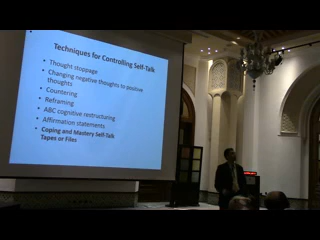 Techniques for Controlling Self-Talk
• Thought stoppage
• Changing negative thoughts to positive
thoughts
• Countering
• Reframing
• ABC cognitive restructuring
• Affirmation statements
• Coping and Mastery Self-Talk
Tapes or Files